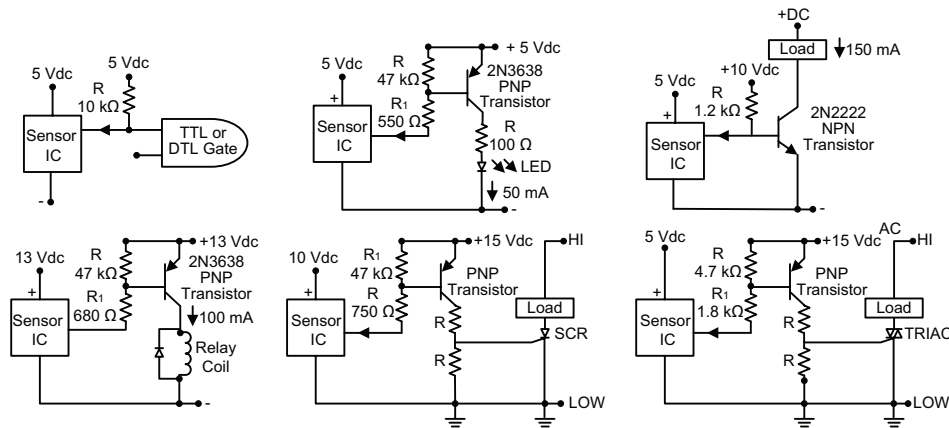 5 Vdc
5 Vdc
R
10 kΩ
Sensor
IC
TTL or
DTL Gate
-
5 Vdc
+
Sensor
IC
+ 5 Vdc
R
47 kΩ
R1
550 Ω
2N3638
PNP
Transistor
R
100 Ω
LED
50 mA
-
+DC
Load
150 mA
5 Vdc
+10 Vdc
+
R
1.2 kΩ
Sensor
IC
2N2222
NPN
Transistor
-
13 Vdc
+
Sensor
IC
+13 Vdc
R
47 kΩ
R1
680 Ω
2N3638
PNP
Transistor
100 mA
Relay
Coil
-
10 Vdc
+
Sensor
IC
+15 Vdc
R1
47 kΩ
R
750 Ω
PNP
Transistor
R
R
HI
Load
SCR
LOW
5 Vdc
+
Sensor
IC
+15 Vdc
R
4.7 kΩ
R1
1.8 kΩ
PNP
Transistor
R
R
AC
HI
Load
TRIAC
LOW